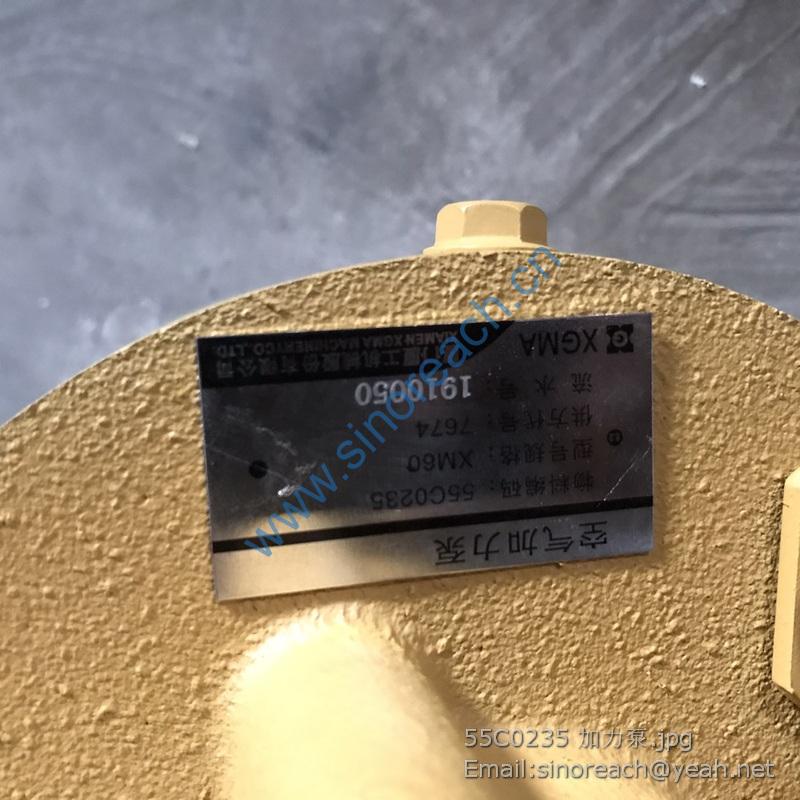 空气加力泵
物料编码：55C0235
型号规格：XM60
供方代号：7674
流水号：1910050
XGMA
厦门厦工机械股份有限公司
XIAMEN XGMA MACHINERY CO.,LTD.
www.sinoreach.cn
55C0235 加力泵.jpg
Email:sinoreach@yeah.net